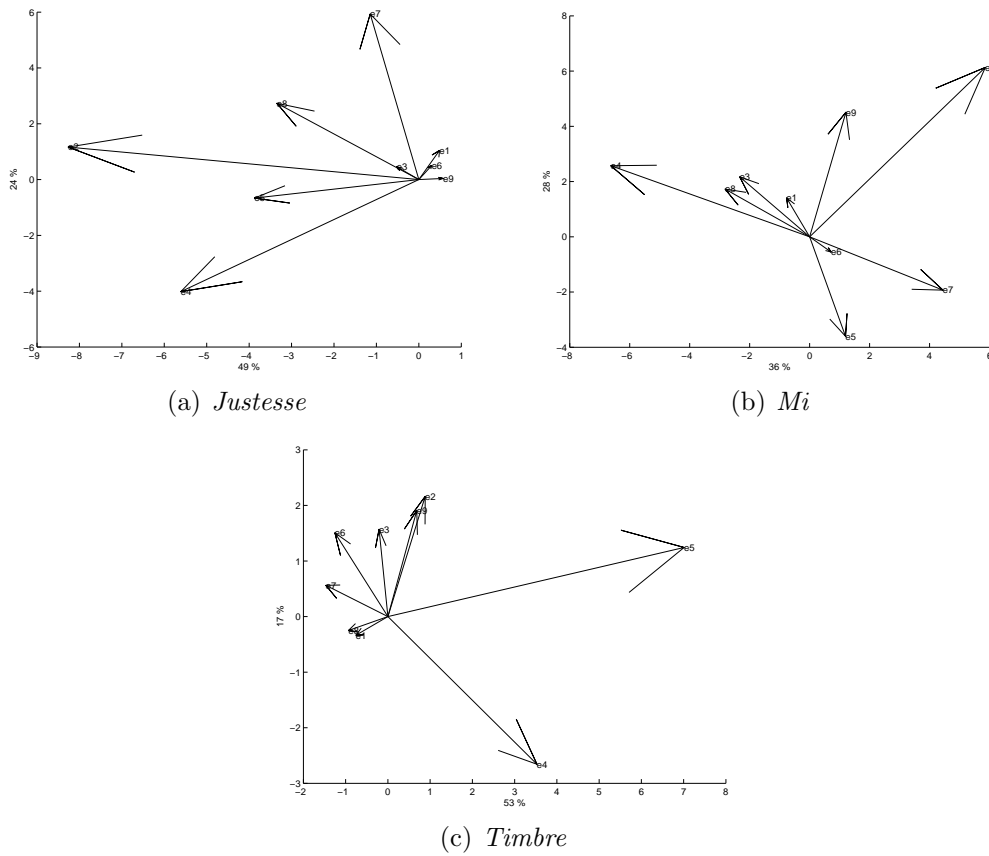 6
4
2
0
−2
−4
−6
24 %
−9 −8 −7 −6 −5 −4 −3 −2 −1 0 1
49 %
e7
e8
e1
e3
e6
e9
e4
(a) Justesse
8
6
4
2
0
−2
−4
28 %
−8 −6 −4 −2 0 2 4 6
36 %
e9
e4
e3
e8
e1
e6
e7
e5
(b) Mi
3
2
1
0
−1
−2
−3
17 %
−2 −1 0 1 2 3 4 5 6 7 8
53 %
e2
e9
e3
e6
e5
e7
e1
e4
(c) Timbre